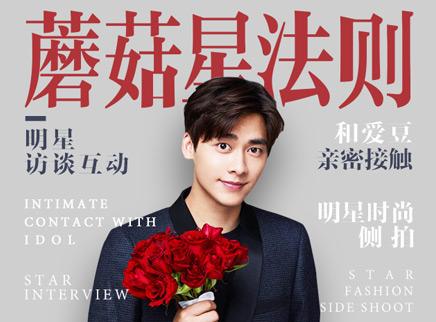 蘑菇星法则
明星
访谈互动
INTIMATE
CONTACT WITH
IDOL
STAR
INTERVIEW
和爱豆
亲密接触
明星时尚
侧拍
STAR
FASHION
SIDE SHOOT